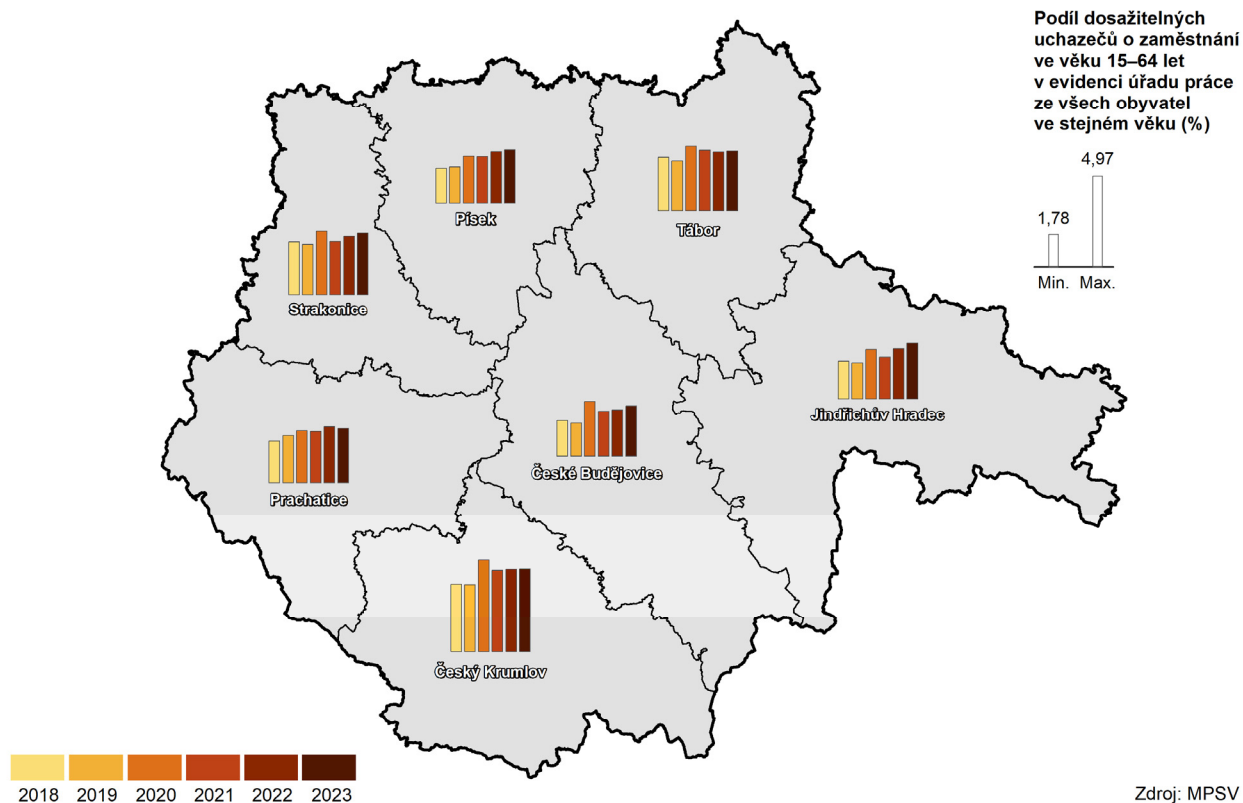 Podíl dosažitelných
uchazečů o zaměstnání
ve věku 15–64 let
v evidenci úřadu práce
ze všech obyvatel
ve stejném věku (%)
4,97
1,78
Min. Max.
Písek
Tábor
Strakonice
Jindřichův Hradec
České Budějovice
Prachatice
Český Krumlov
2018 2019 2020 2021 2022 2023
Zdroj: MPSV